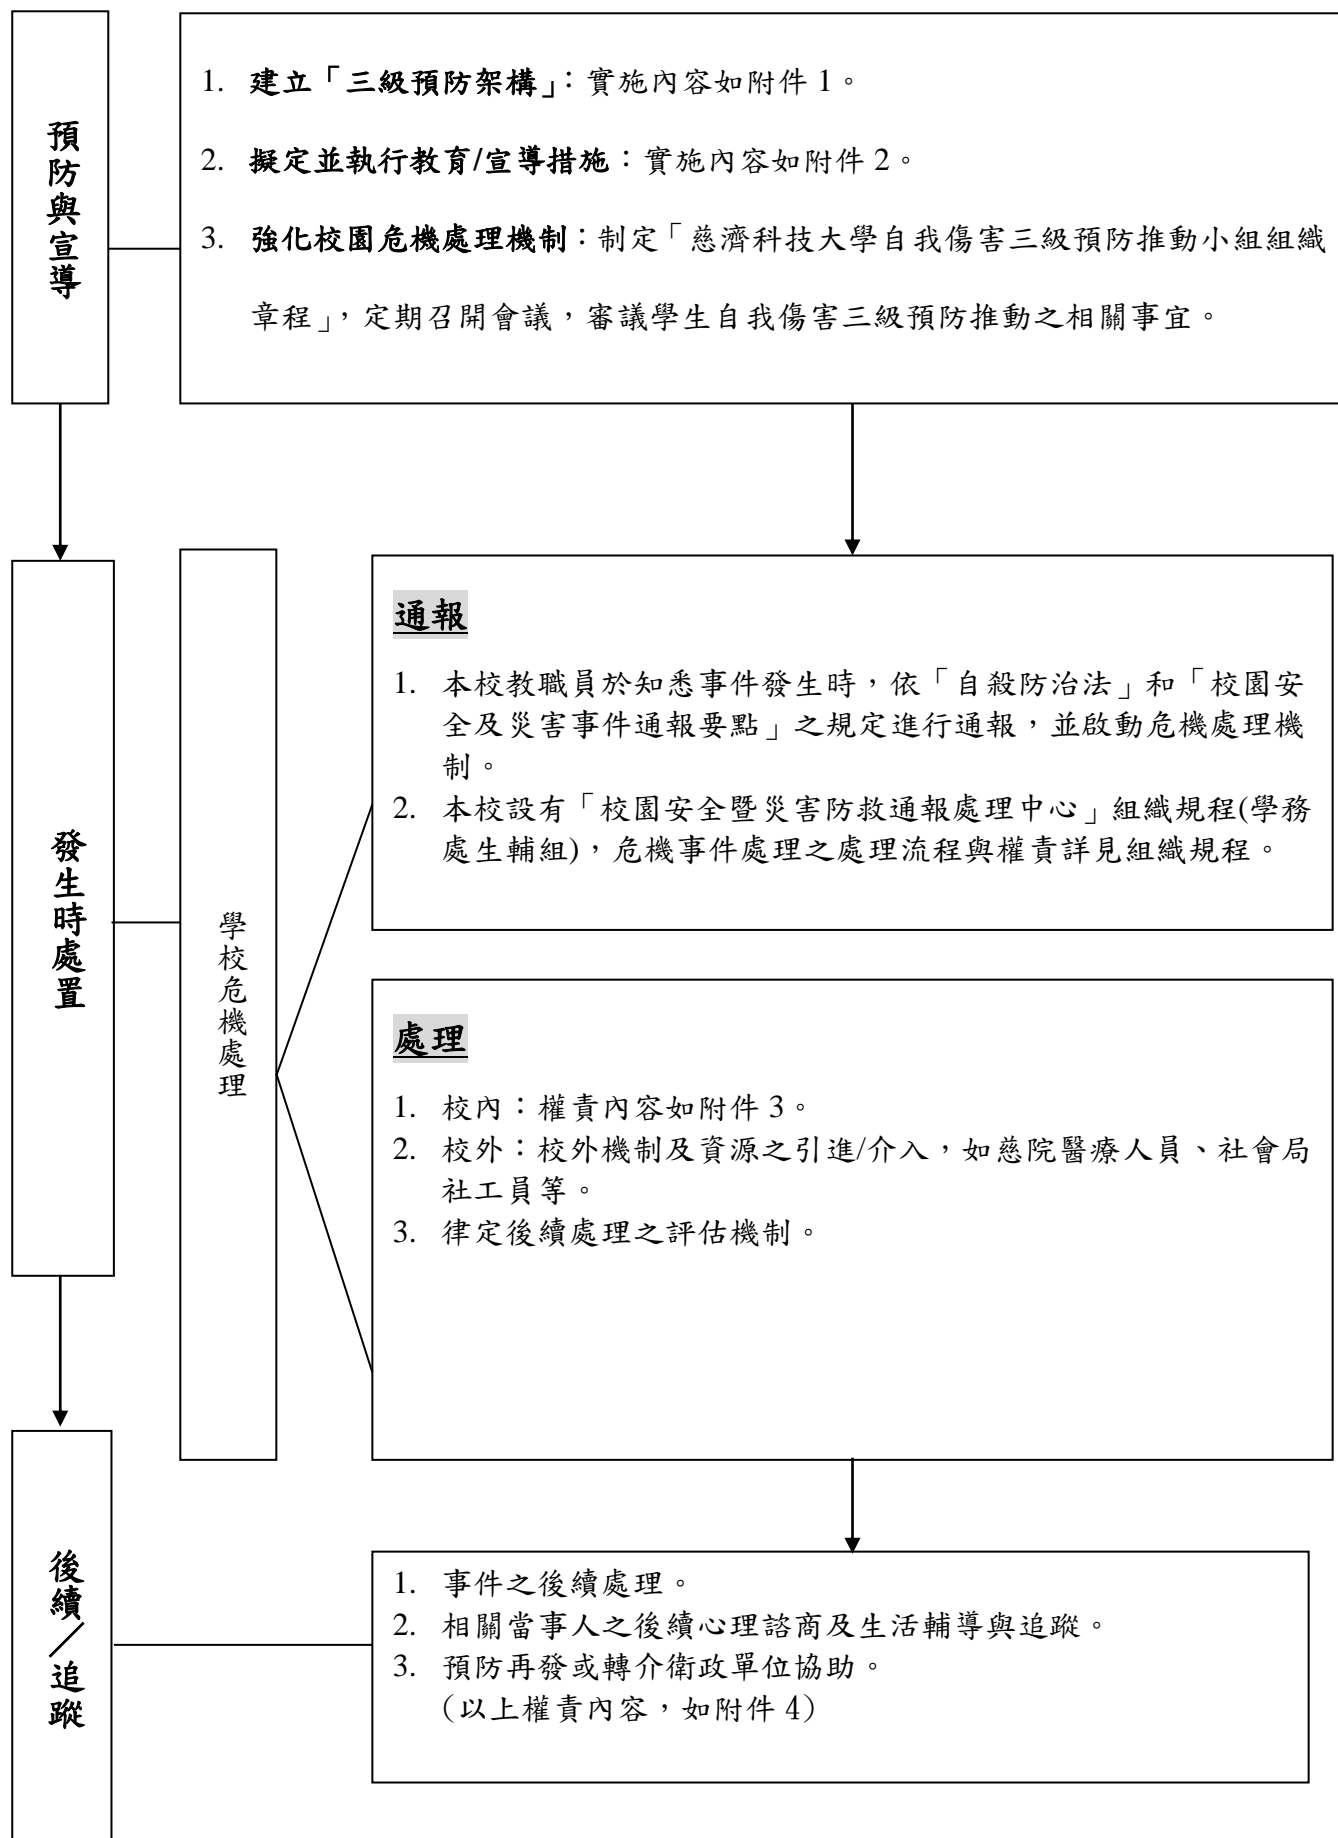 預防與宣導
1. 建立「三級預防架構」：實施內容如附件 1。
2. 擬定並執行教育/宣導措施：實施內容如附件 2。
3. 強化校園危機處理機制：制定「慈濟科技大學自我傷害三級預防推動小組組織
章程」，定期召開會議，審議學生自我傷害三級預防推動之相關事宜。
發生時處置
學校危機處理
通報
1. 本校教職員於知悉事件發生時，依「自殺防治法」和「校園安
全及災害事件通報要點」之規定進行通報，並啟動危機處理機
制。
2. 本校設有「校園安全暨災害防救通報處理中心」組織規程(學務
處生輔組)，危機事件處理之處理流程與權責詳見組織規程。
處理
1. 校內：權責內容如附件 3。
2. 校外：校外機制及資源之引進/介入，如慈院醫療人員、社會局
社工員等。
3. 律定後續處理之評估機制。
後續／追蹤
1. 事件之後續處理。
2. 相關當事人之後續心理諮商及生活輔導與追蹤。
3. 預防再發或轉介衛政單位協助。
（以上權責內容，如附件 4）